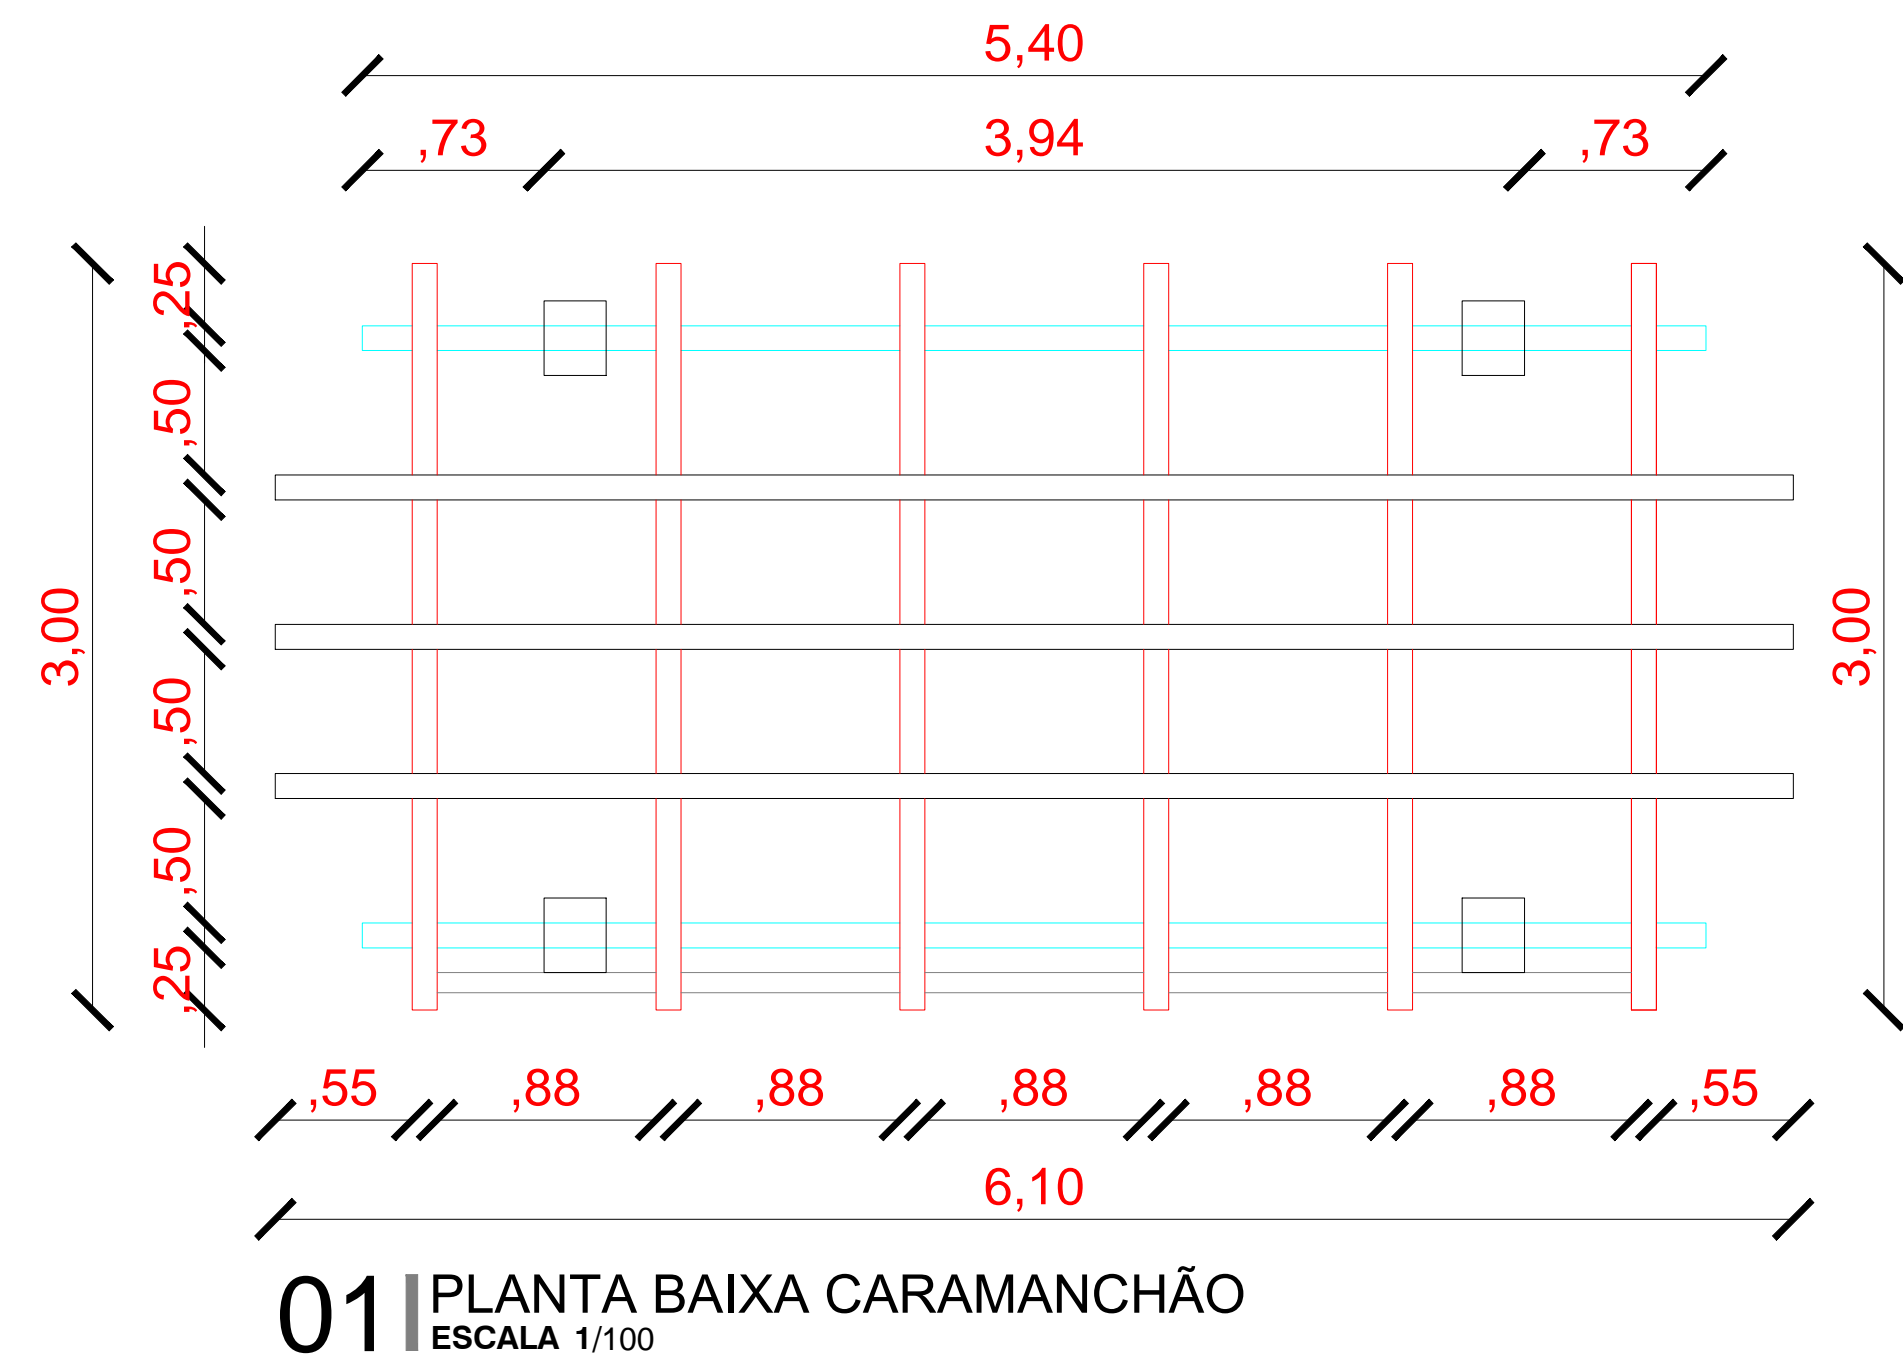 5,40
,73 3,94 ,73
,25
,50
,50
,50
,50
,25
3,00
3,00
,55 ,88 ,88 ,88 ,88 ,88 ,55
6,10
01 PLANTA BAIXA CARAMANCHÃO
ESCALA 1/100